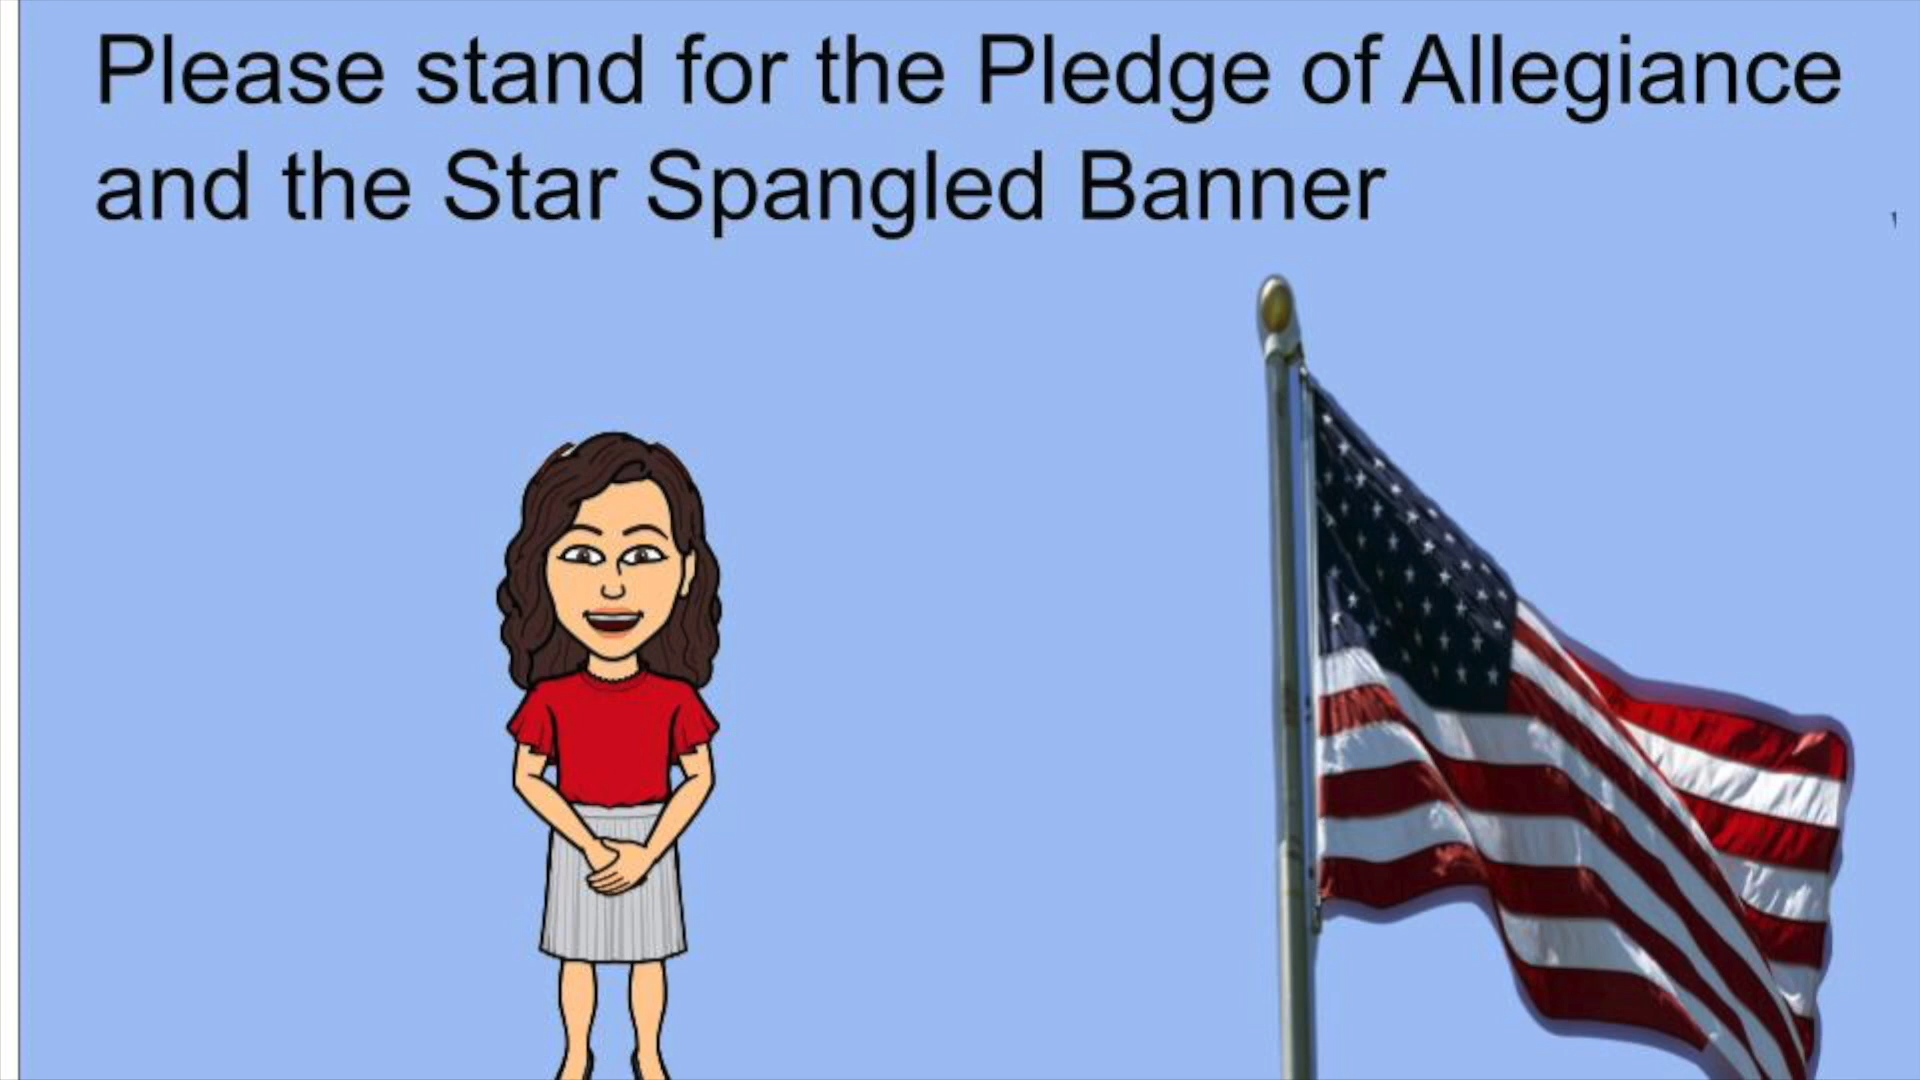 Please stand for the Pledge of Allegiance
and the Star Spangled Banner